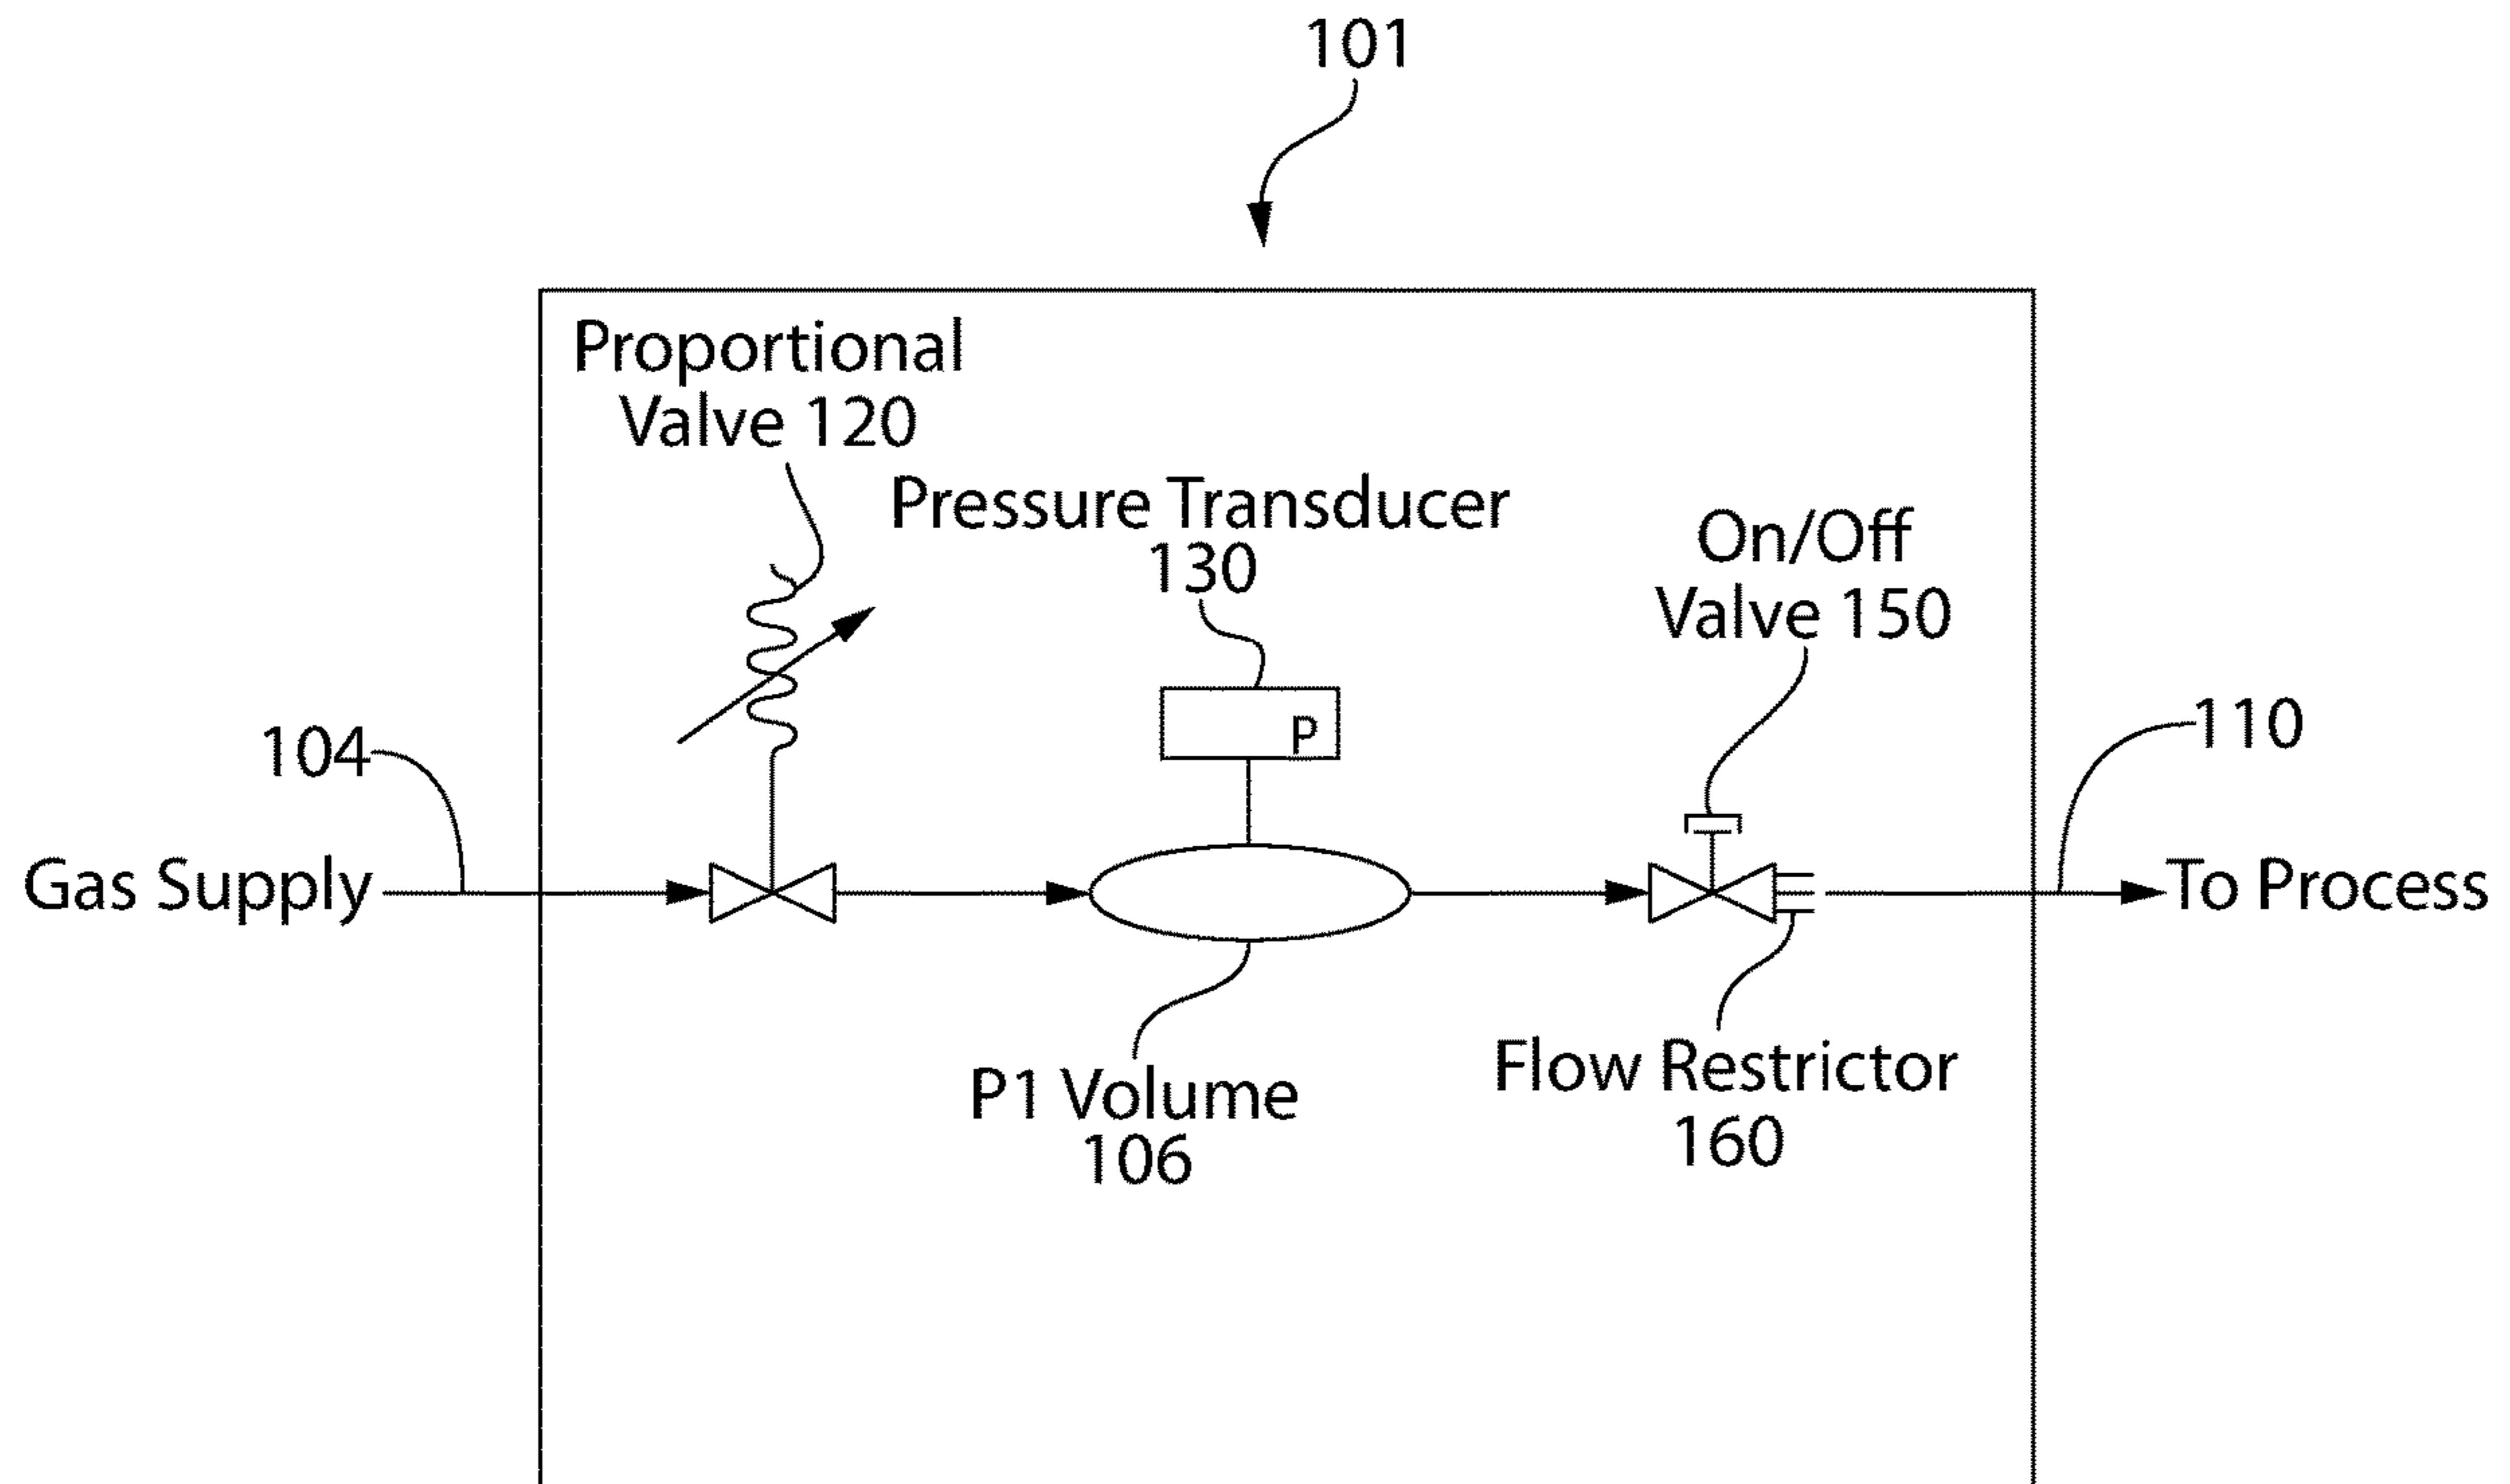 101
Proportional
Valve 120
Pressure Transducer
130
On/Off
Valve 150
P
104
110
Gas Supply
To Process
P1 Volume
106
Flow Restrictor
160